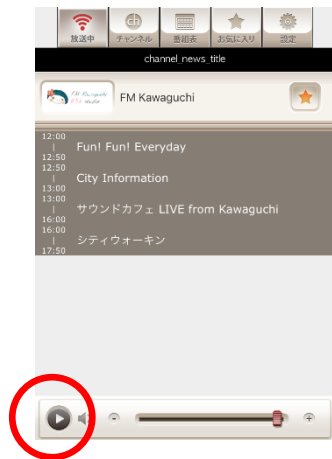 放送中 チャンネル 番組表 お気に入り 設定
channel_news_title
FM Kawaguchi
12:00
|
12:50
Fun! Fun! Everyday
12:50
|
13:00
City Information
13:00
|
16:00
サウンドカフェ LIVE from Kawaguchi
16:00
|
17:50
シティウォーキン